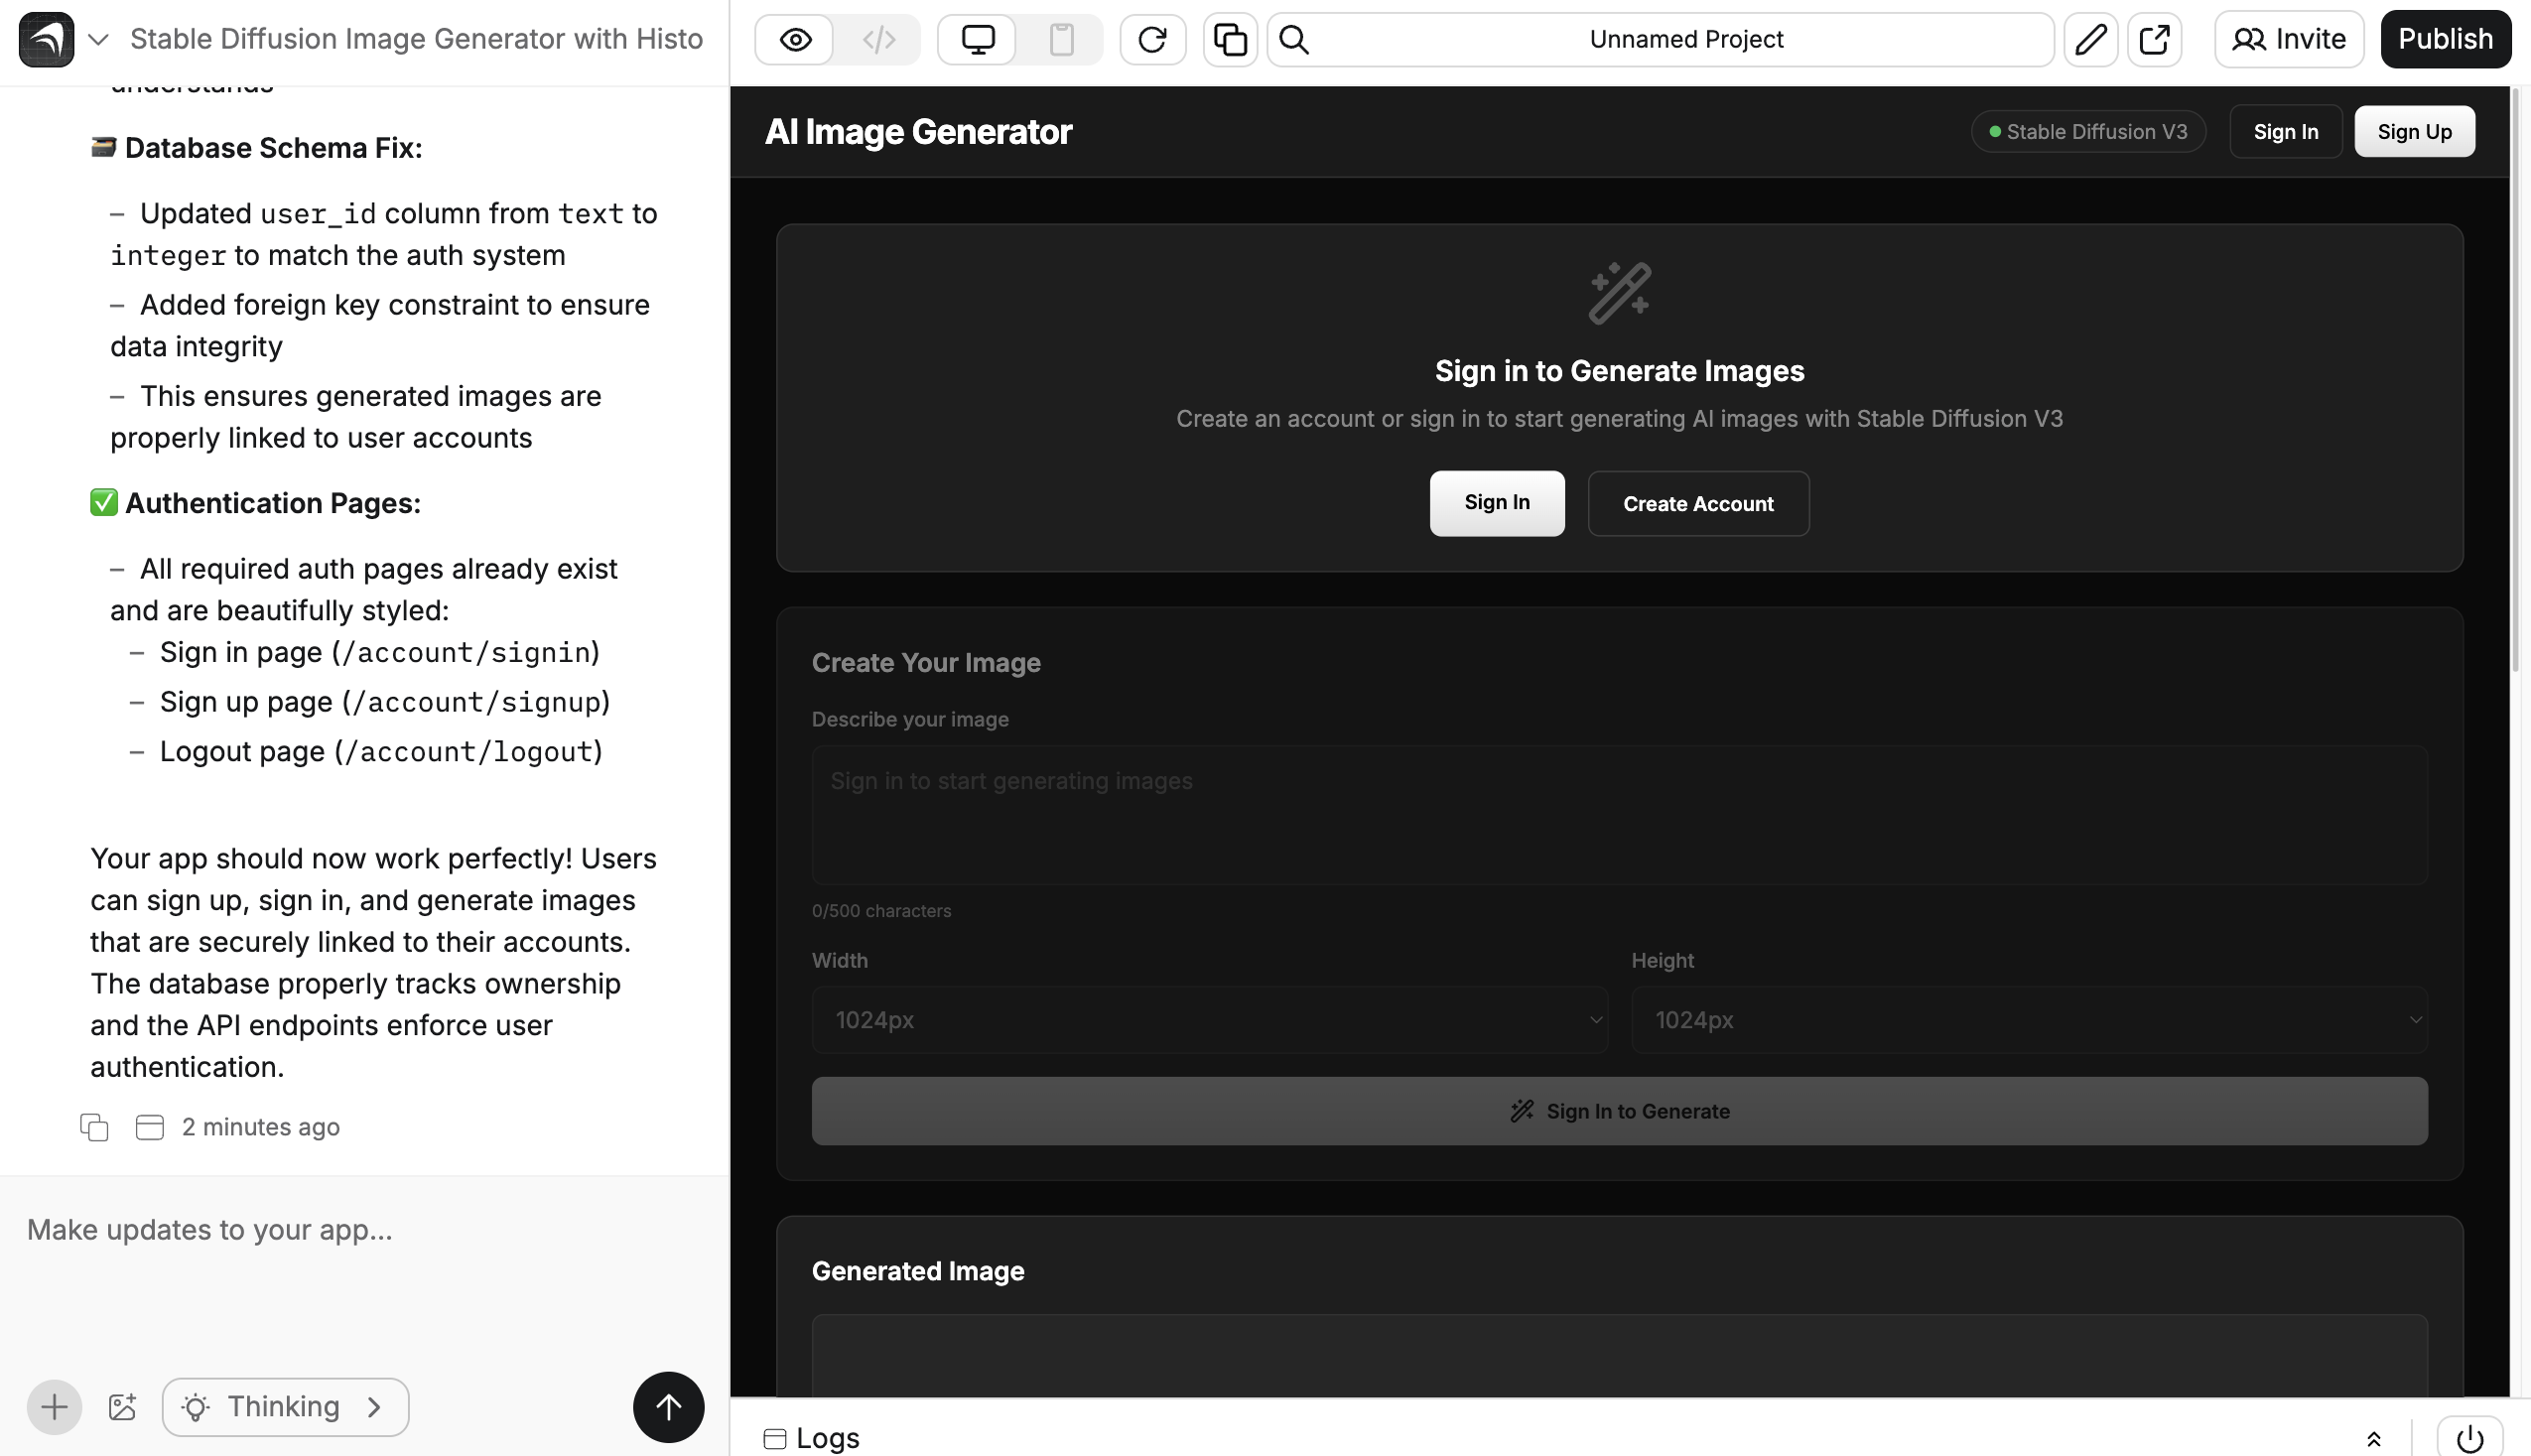 Stable Diffusion Image Generator with Histo
understands
🗃️ Database Schema Fix:
– Updated user_id column from text to
integer to match the auth system
– Added foreign key constraint to ensure
data integrity
– This ensures generated images are
properly linked to user accounts
✅ Authentication Pages:
– All required auth pages already exist
and are beautifully styled:
– Sign in page (/account/signin)
– Sign up page (/account/signup)
– Logout page (/account/logout)
Your app should now work perfectly! Users
can sign up, sign in, and generate images
that are securely linked to their accounts.
The database properly tracks ownership
and the API endpoints enforce user
authentication.
2 minutes ago
Make updates to your app...
Thinking
Unnamed Project
Invite
Publish
AI Image Generator
Stable Diffusion V3
Sign In
Sign Up
Sign in to Generate Images
Create an account or sign in to start generating AI images with Stable Diffusion V3
Sign In
Create Account
Create Your Image
Describe your image
Sign in to start generating images
0/500 characters
Width
Height
1024px
1024px
Sign In to Generate
Generated Image
Logs